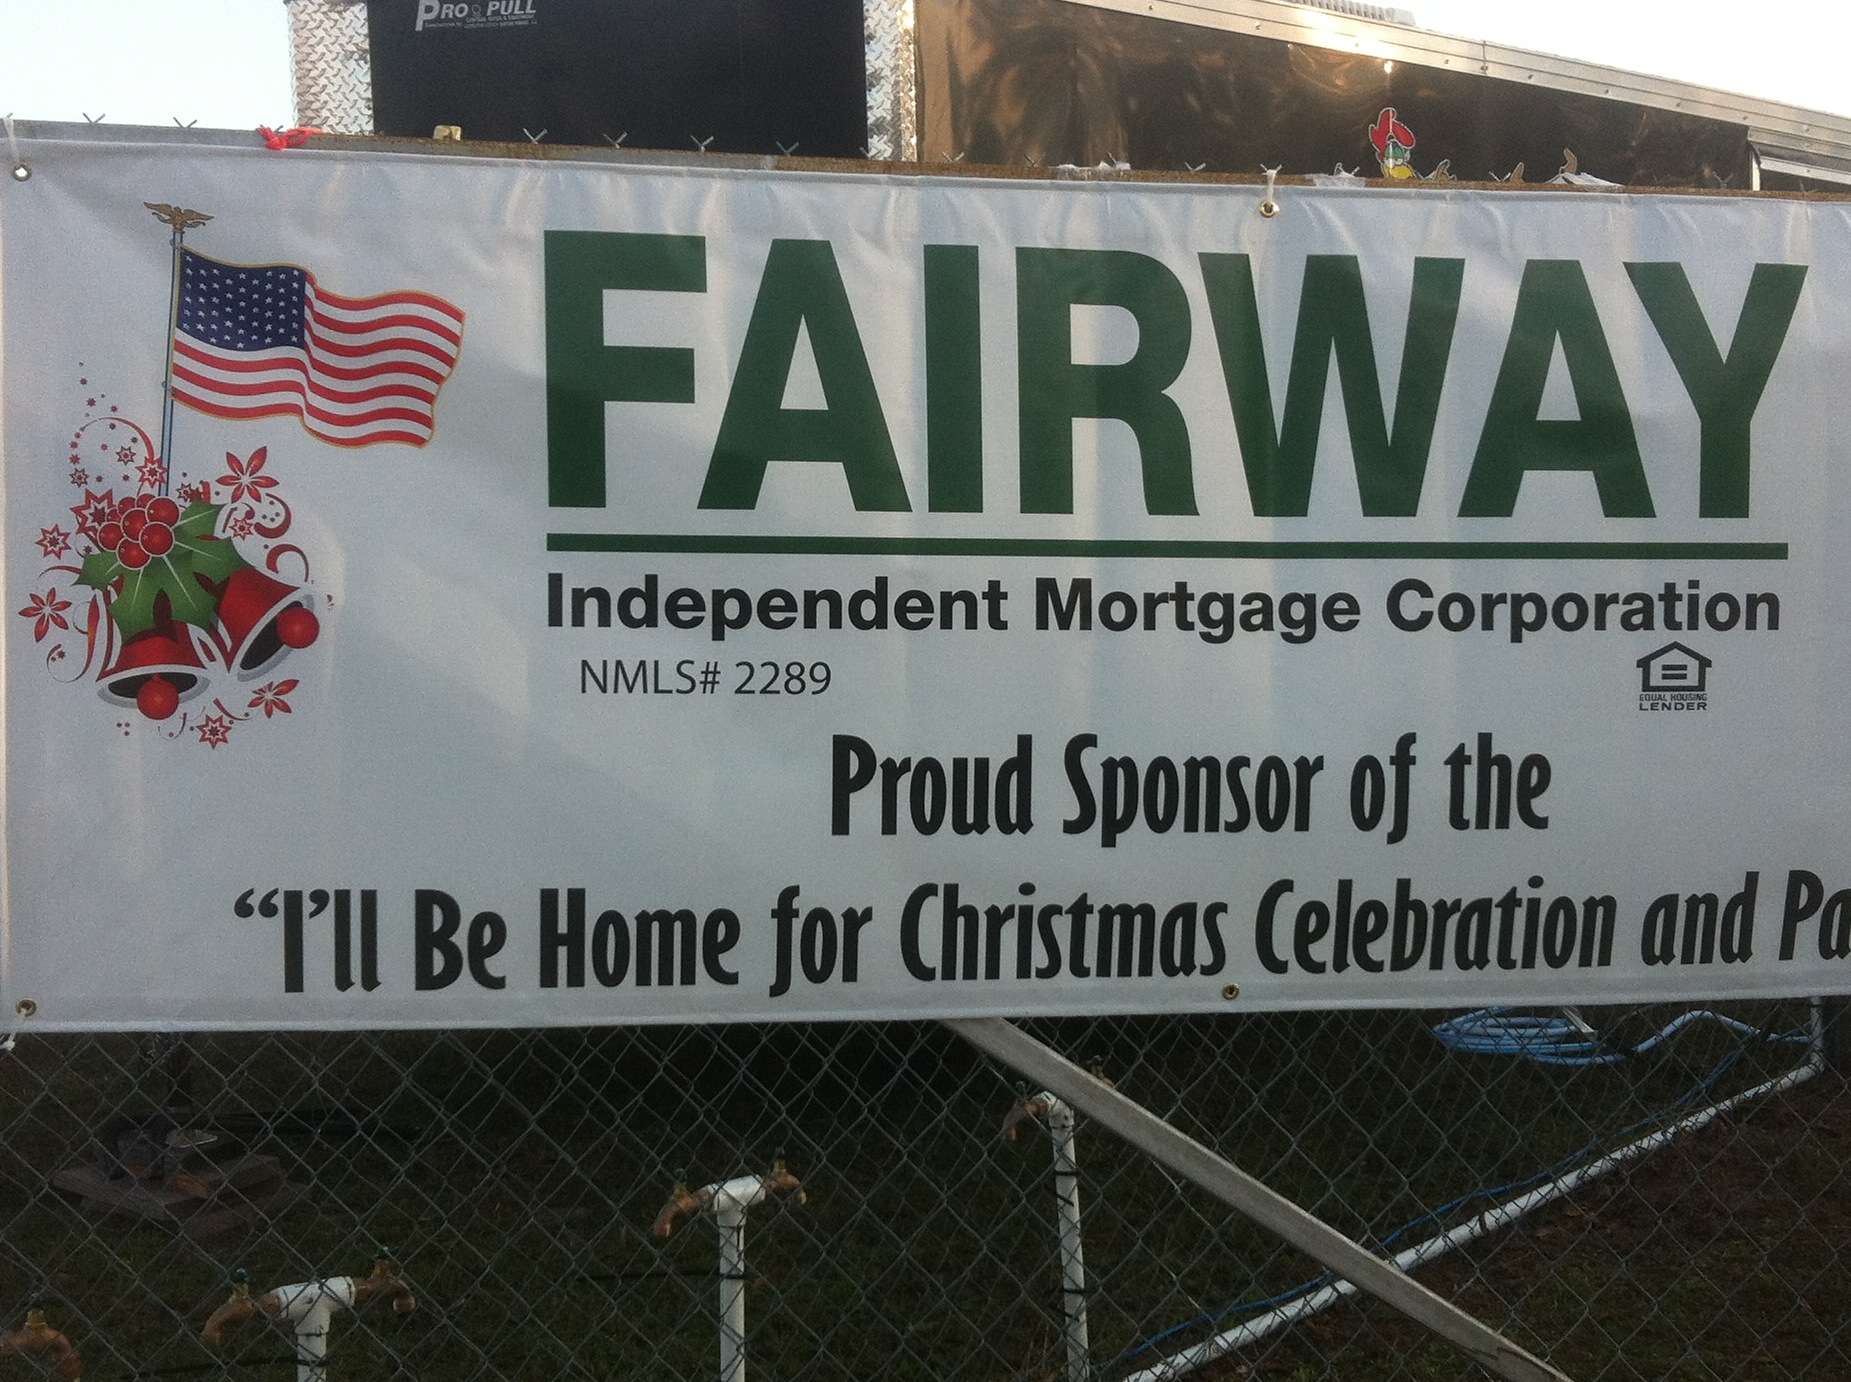 PRO PULL
FAIRWAY
Independent Mortgage Corporation
NMLS# 2289
EQUAL HOUSING
LENDER
Proud Sponsor of the
“I'll Be Home for Christmas Celebration and Pa